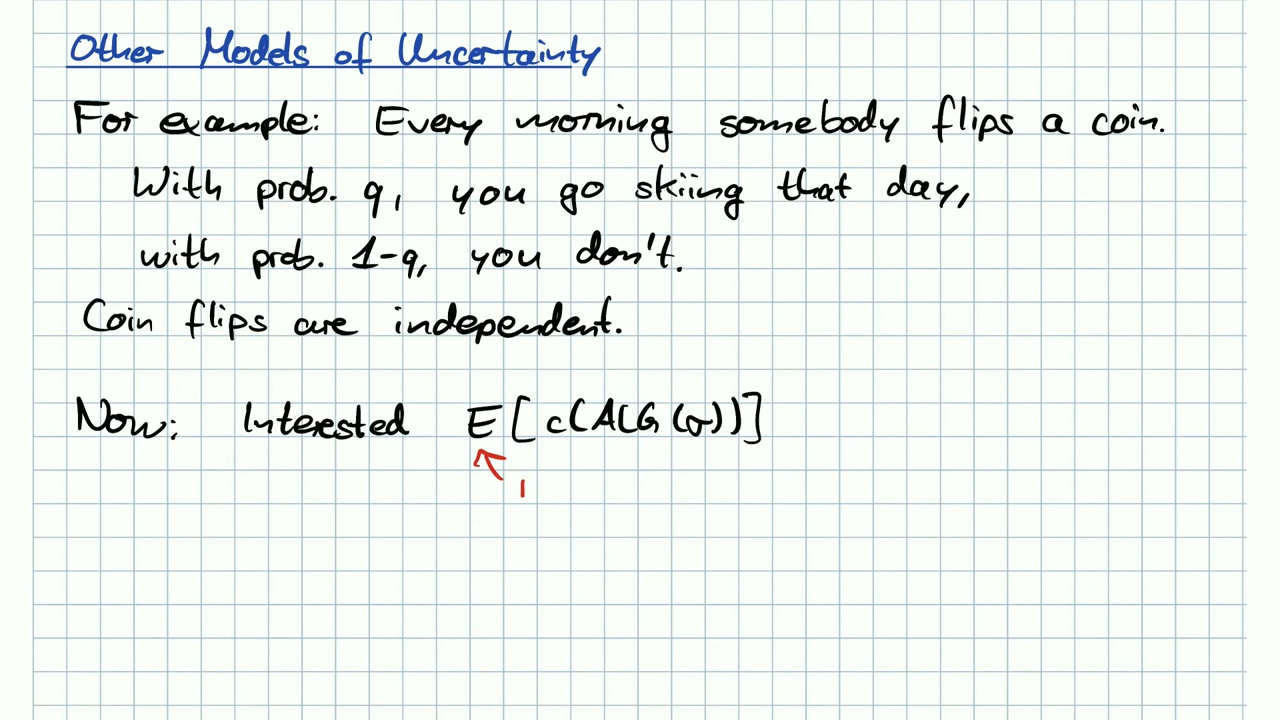 Other Models of Uncertainty
For example: Every morning somebody flips a coin.
With prob. q, you go skiing that day,
with prob. 1-q, you don't.
Coin flips are independent.
Now: Interested E[c(ALG(σ))]